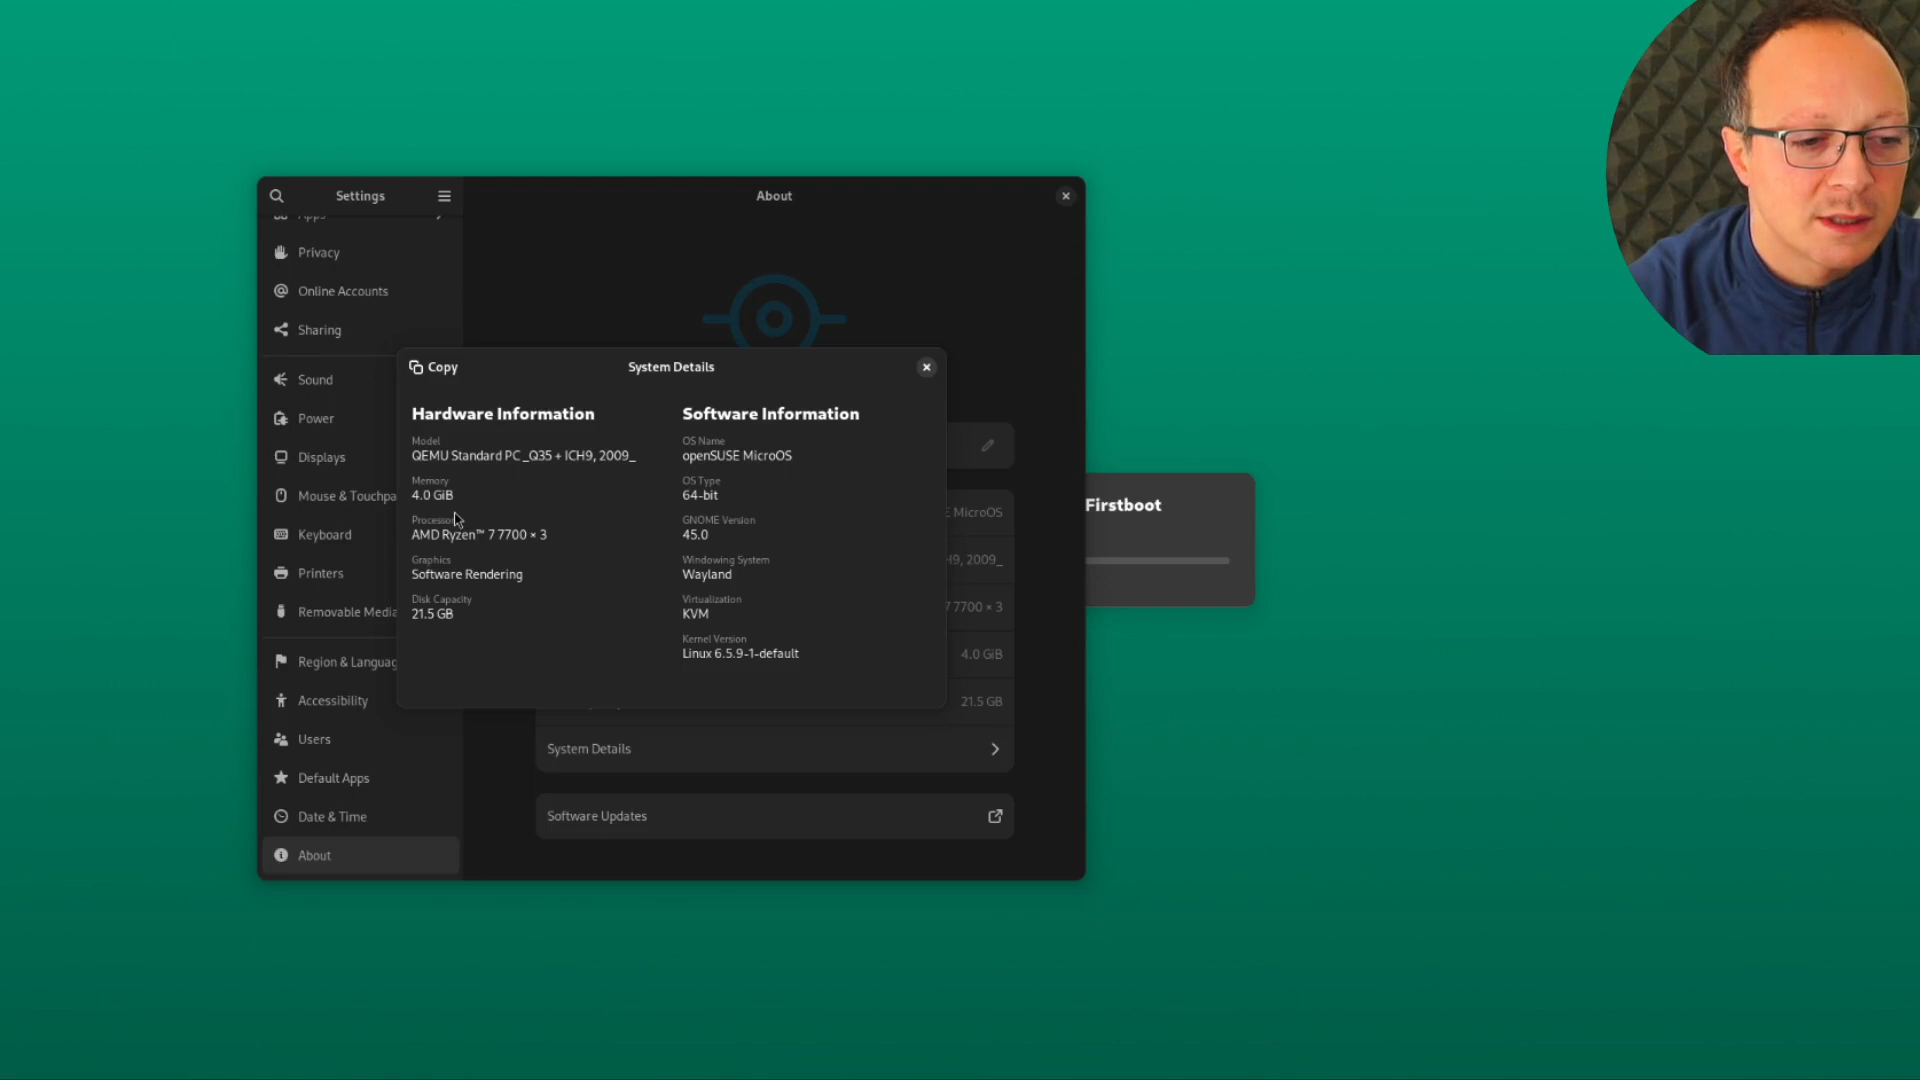 Settings
About
Apps
Privacy
Online Accounts
Sharing
Sound
Power
Displays
Mouse & Touchpa
Keyboard
Printers
Removable Media
Region & Languag
Accessibility
Users
Default Apps
Date & Time
About
Copy
System Details
Hardware Information
Model
QEMU Standard PC _Q35 + ICH9, 2009_
Memory
4.0 GiB
Processor
AMD Ryzen™ 7 7700 × 3
Graphics
Software Rendering
Disk Capacity
21.5 GB
Software Information
OS Name
openSUSE MicroOS
OS Type
64-bit
GNOME Version
45.0
Windowing System
Wayland
Virtualization
KVM
Kernel Version
Linux 6.5.9-1-default
E MicroOS
H9, 2009_
7 7700 × 3
4.0 GiB
21.5 GB
System Details
Software Updates
Firstboot